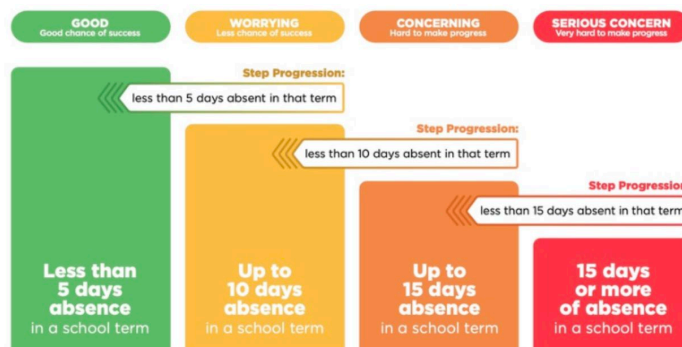 GOOD
Good chance of success
WORRYING
Less chance of success
CONCERNING
Hard to make progress
SERIOUS CONCERN
Very hard to make progress
Step Progression:
less than 5 days absent in that term
Step Progression:
less than 10 days absent in that term
Step Progression:
less than 15 days absent in that term
Less than
5 days
absence
in a school term
Up to
10 days
absence
in a school term
Up to
15 days
absence
in a school term
15 days
or more
of absence
in a school term